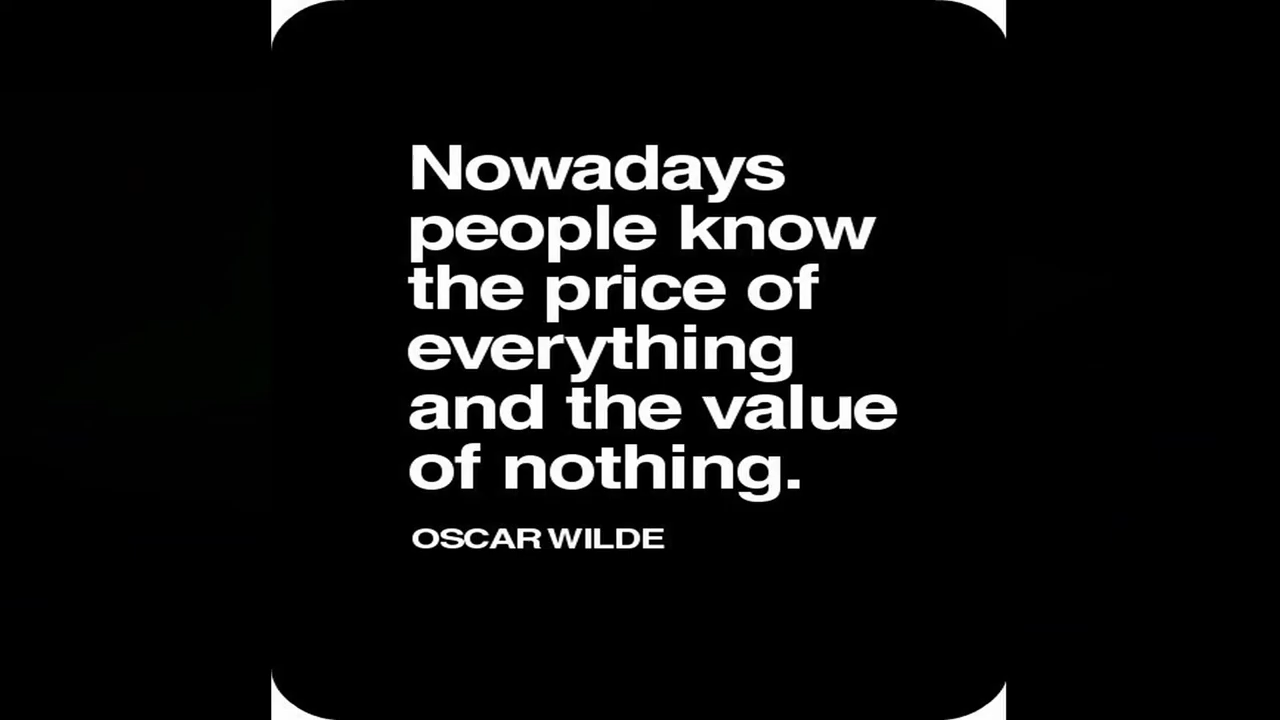 Nowadays
people know
the price of
everything
and the value
of nothing.
OSCAR WILDE